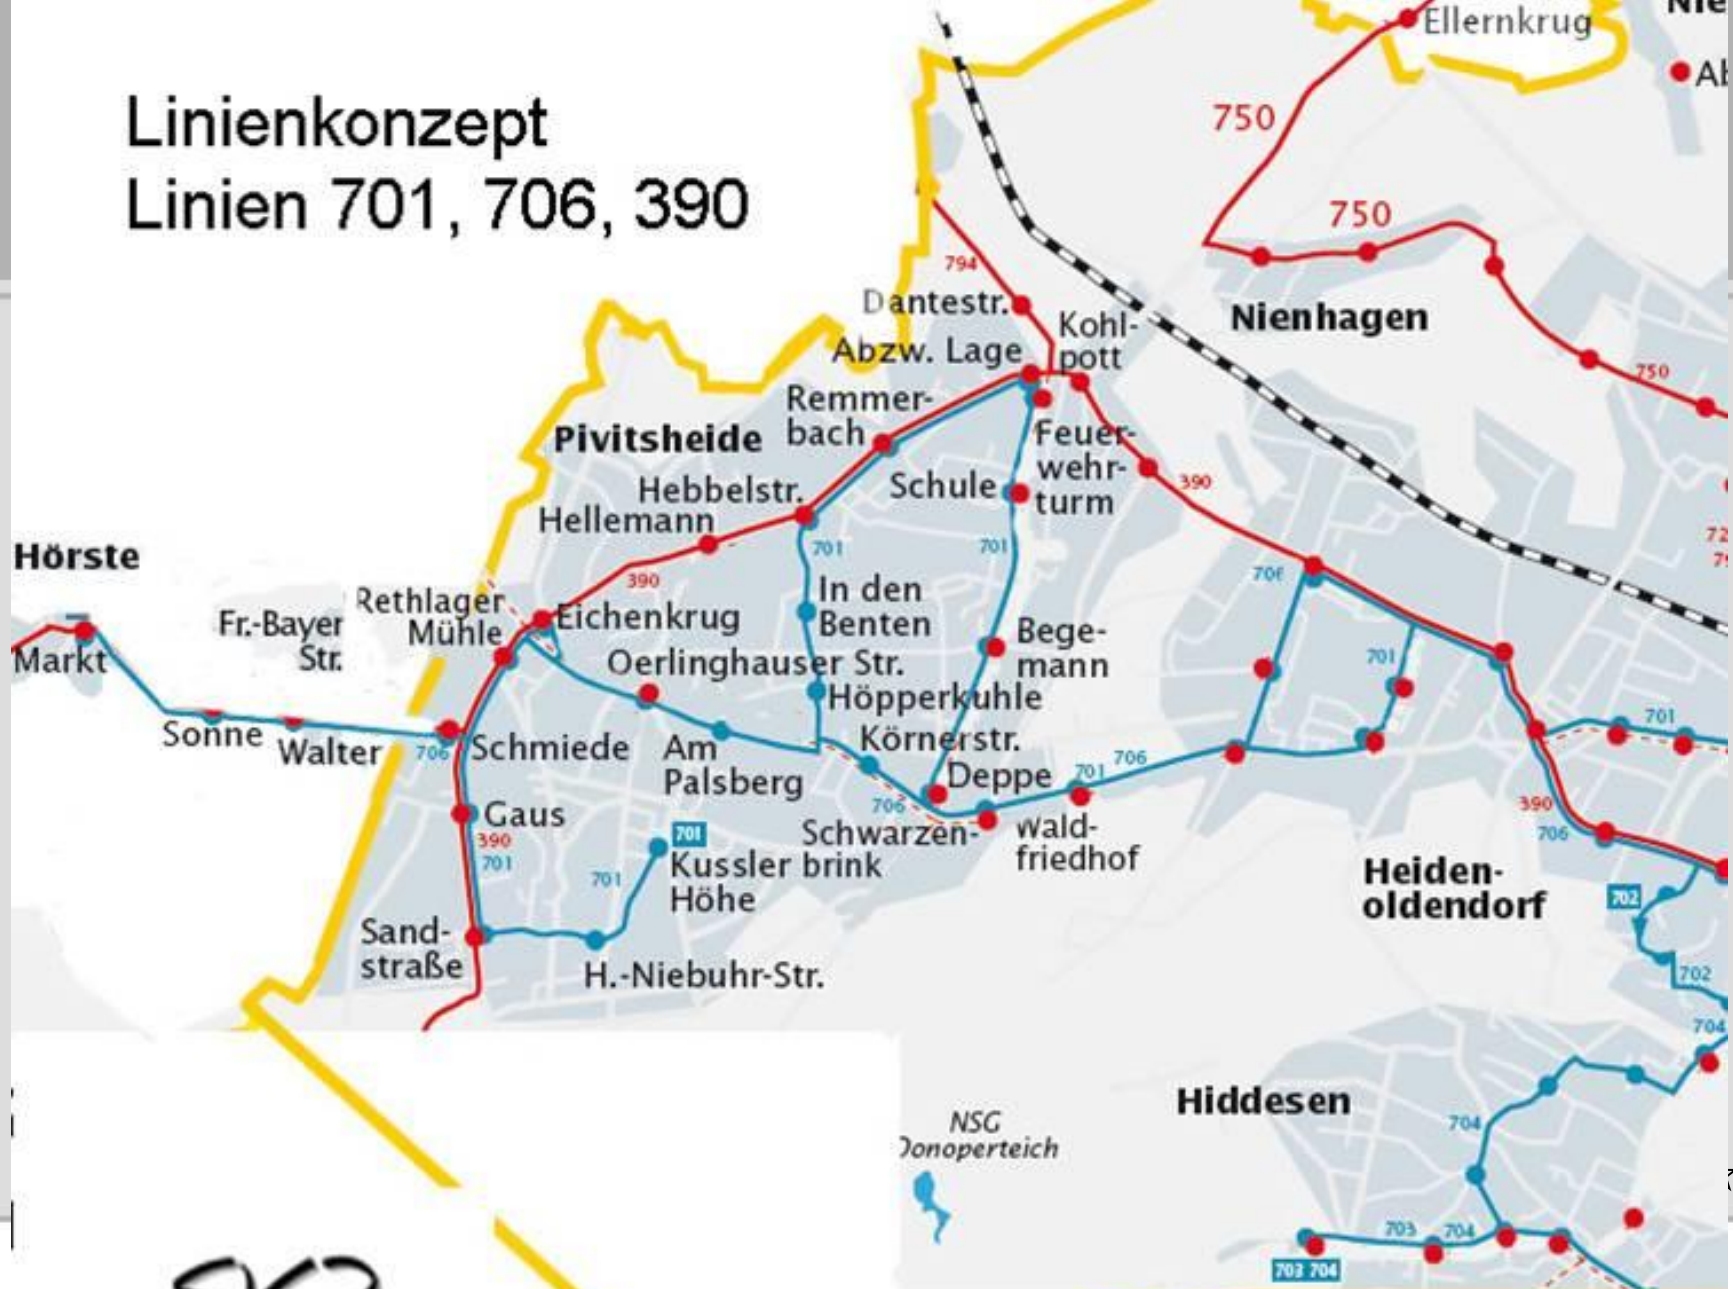 Linienkonzept
Linien 701, 706, 390
Ellernkrug
750
750
Nienhagen
750
794
Dantestr.
Kohl-
pott
Abzw. Lage
Remmer-
bach
Pivitsheide
Feuer-
wehr-
turm
390
Schule
Hebbelstr.
Hellemann
701
701
706
390
Hörste
Markt
Fr.-Bayer
Str.
Rethlager
Mühle
Eichenkrug
In den
Benten
Bege-
mann
Oerlinghauser Str.
701
Höpperkuhle
Sonne
Walter
706
Schmiede
Am
Palsberg
Körnerstr.
Deppe
701
706
701
706
Gaus
390
701
Schwarzen-
brink
Wald-
friedhof
390
706
701
Kussler
Höhe
701
Heiden-
oldendorf
702
Sand-
straße
H.-Niebuhr-Str.
702
704
Hiddesen
NSG
Donoperteich
704
703
704
703 704